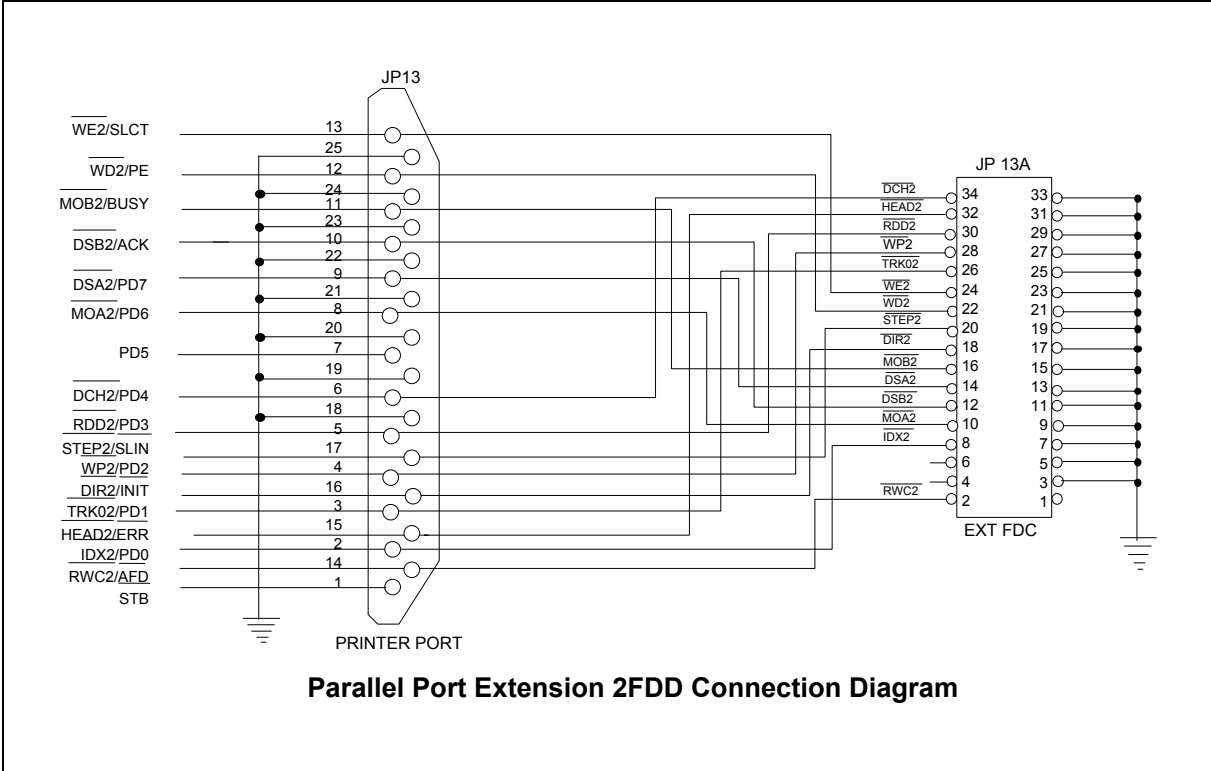 JP13
WE2/SLCT 13
25
WD2/PE 12
24
MOB2/BUSY 11
23
DSB2/ACK 10
22
DSA2/PD7 9
21
MOA2/PD6 8
20
PD5 7
19
DCH2/PD4 6
18
RDD2/PD3 5
STEP2/SLIN 17
WP2/PD2 4
DIR2/INIT 16
TRK02/PD1 3
HEAD2/ERR 15
IDX2/PD0 2
RWC2/AFD 14
STB 1
PRINTER PORT
JP 13A
DCH2 34 33
HEAD2 32 31
RDD2 30 29
WP2 28 27
TRK02 26 25
WE2 24 23
WD2 22 21
STEP2 20 19
DIR2 18 17
MOB2 16 15
DSA2 14 13
DSB2 12 11
MOA2 10 9
IDX2 8 7
6 5
4 3
RWC2 2 1
EXT FDC
Parallel Port Extension 2FDD Connection Diagram